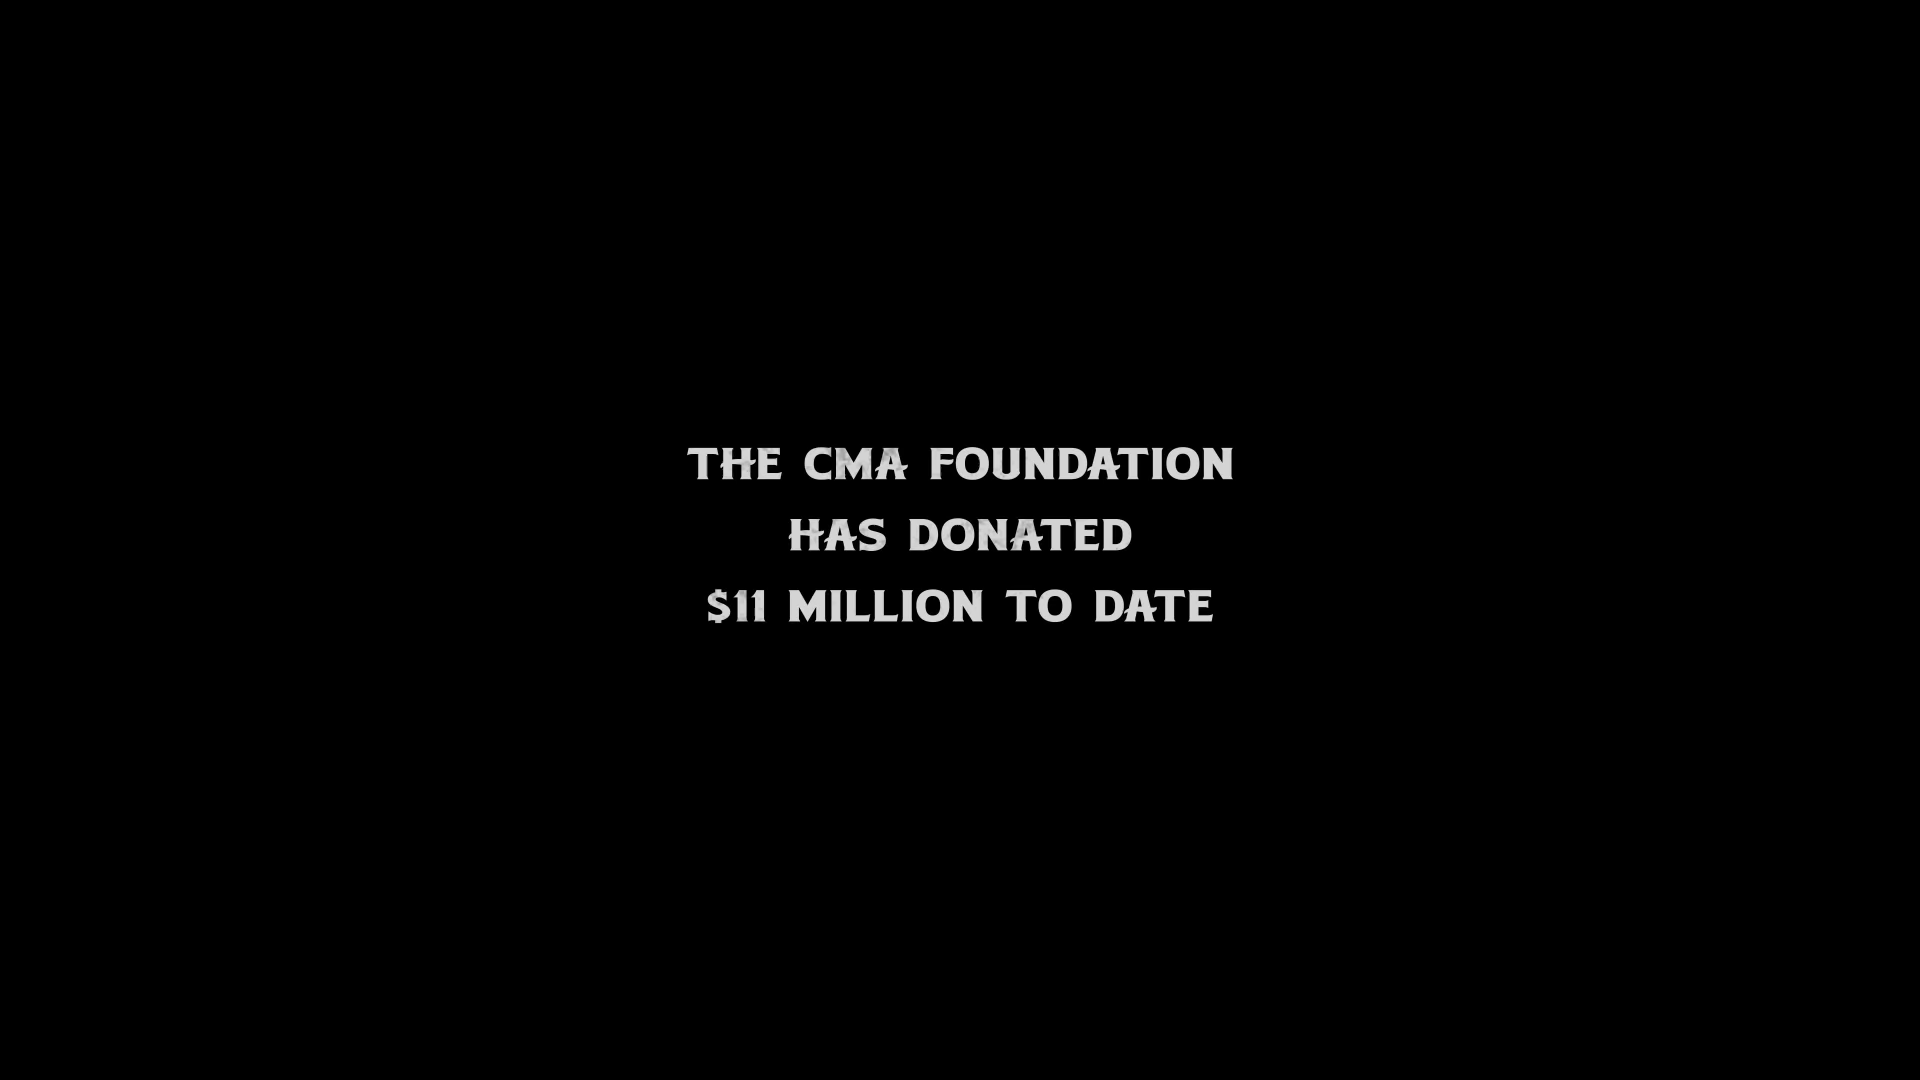 THE CMA FOUNDATION
HAS DONATED
$11 MILLION TO DATE